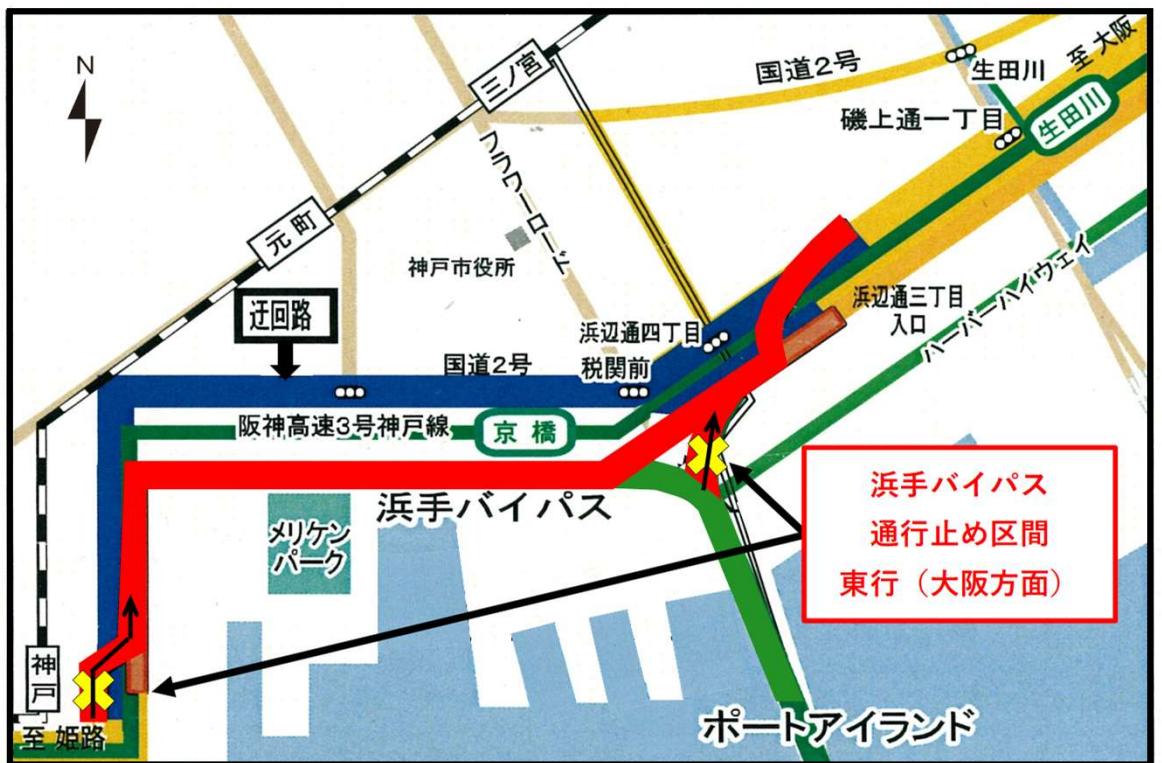 N
三ノ宮
国道2号
生田川
至 大阪
磯上通一丁目
生田川
フラワーロード
元町
神戸市役所
迂回路
浜辺通四丁目
浜辺通三丁目
入口
ハーバーハイウェイ
国道2号
税関前
阪神高速3号神戸線
京橋
浜手バイパス
メリケン
パーク
浜手バイパス
通行止め区間
東行（大阪方面）
神戸
至 姫路
ポートアイランド